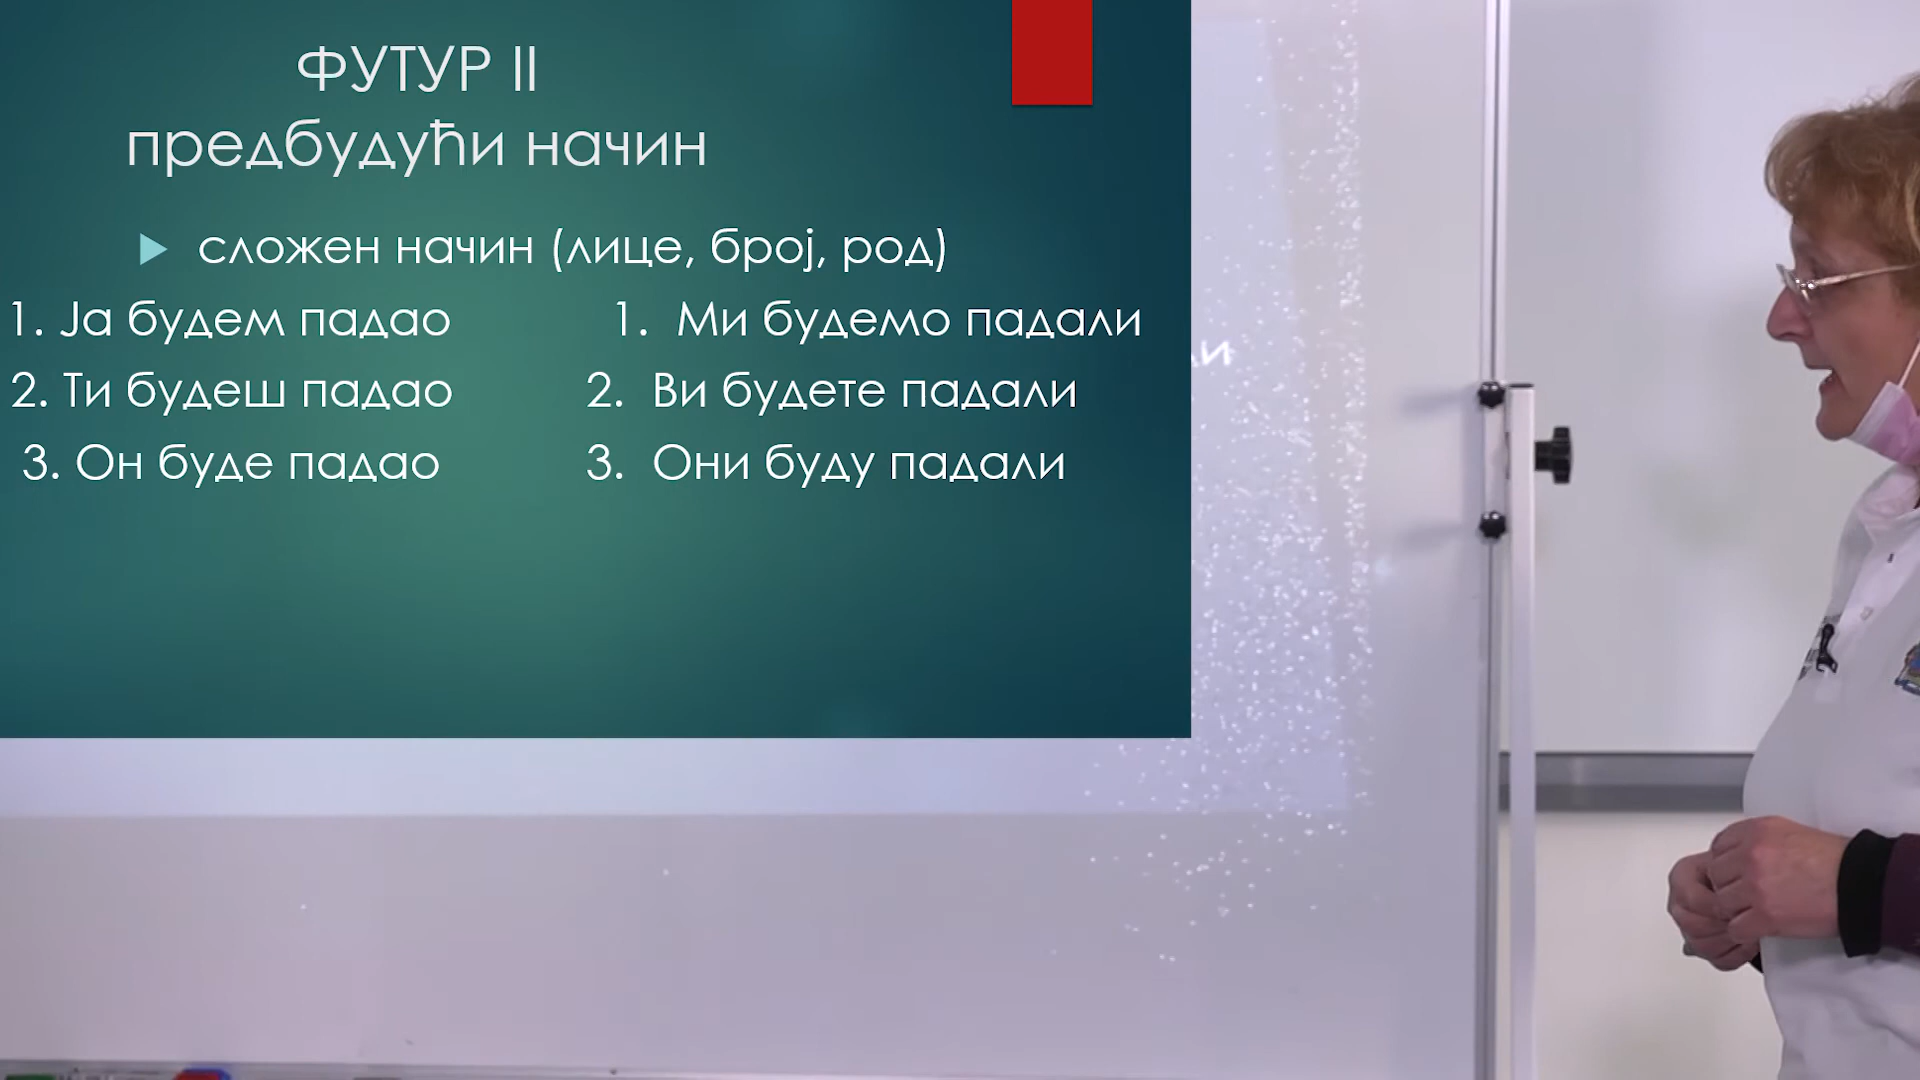 ФУТУР II
предбудући начин
сложен начин (лице, број, род)
1. Ја будем падао
2. Ти будеш падао
3. Он буде падао
1. Ми будемо падали
2. Ви будете падали
3. Они буду падали